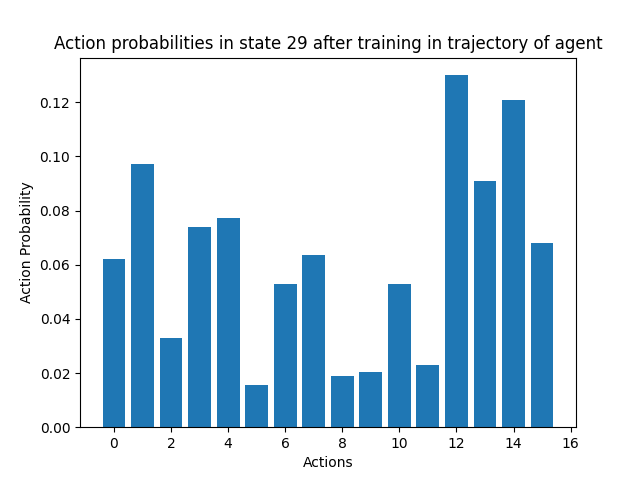 Action probabilities in state 29 after training in trajectory of agent
0.12
0.10
0.08
0.06
0.04
0.02
0.00
Action Probability
0 2 4 6 8 10 12 14 16
Actions